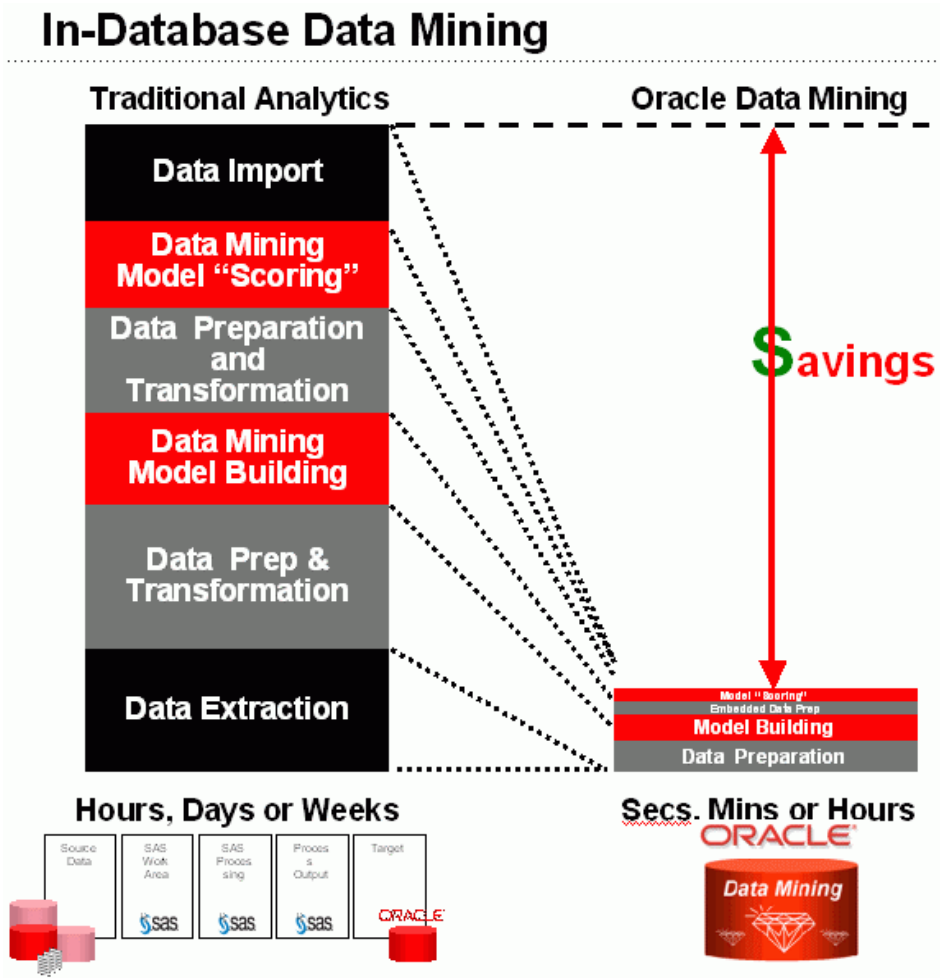 In-Database Data Mining
Traditional Analytics
Oracle Data Mining
Data Import
Data Mining
Model “Scoring”
Data Preparation
and
Transformation
Data Mining
Model Building
Data Prep &
Transformation
Data Extraction
Savings
Model “Scoring”
Embedded Data Prep
Model Building
Data Preparation
Hours, Days or Weeks
Secs. Mins or Hours
Source
Data
SAS
Work
Area
SAS
Proces
sing
Proces
s
Output
Target
sas
sas
sas
ORACLE
ORACLE
Data Mining